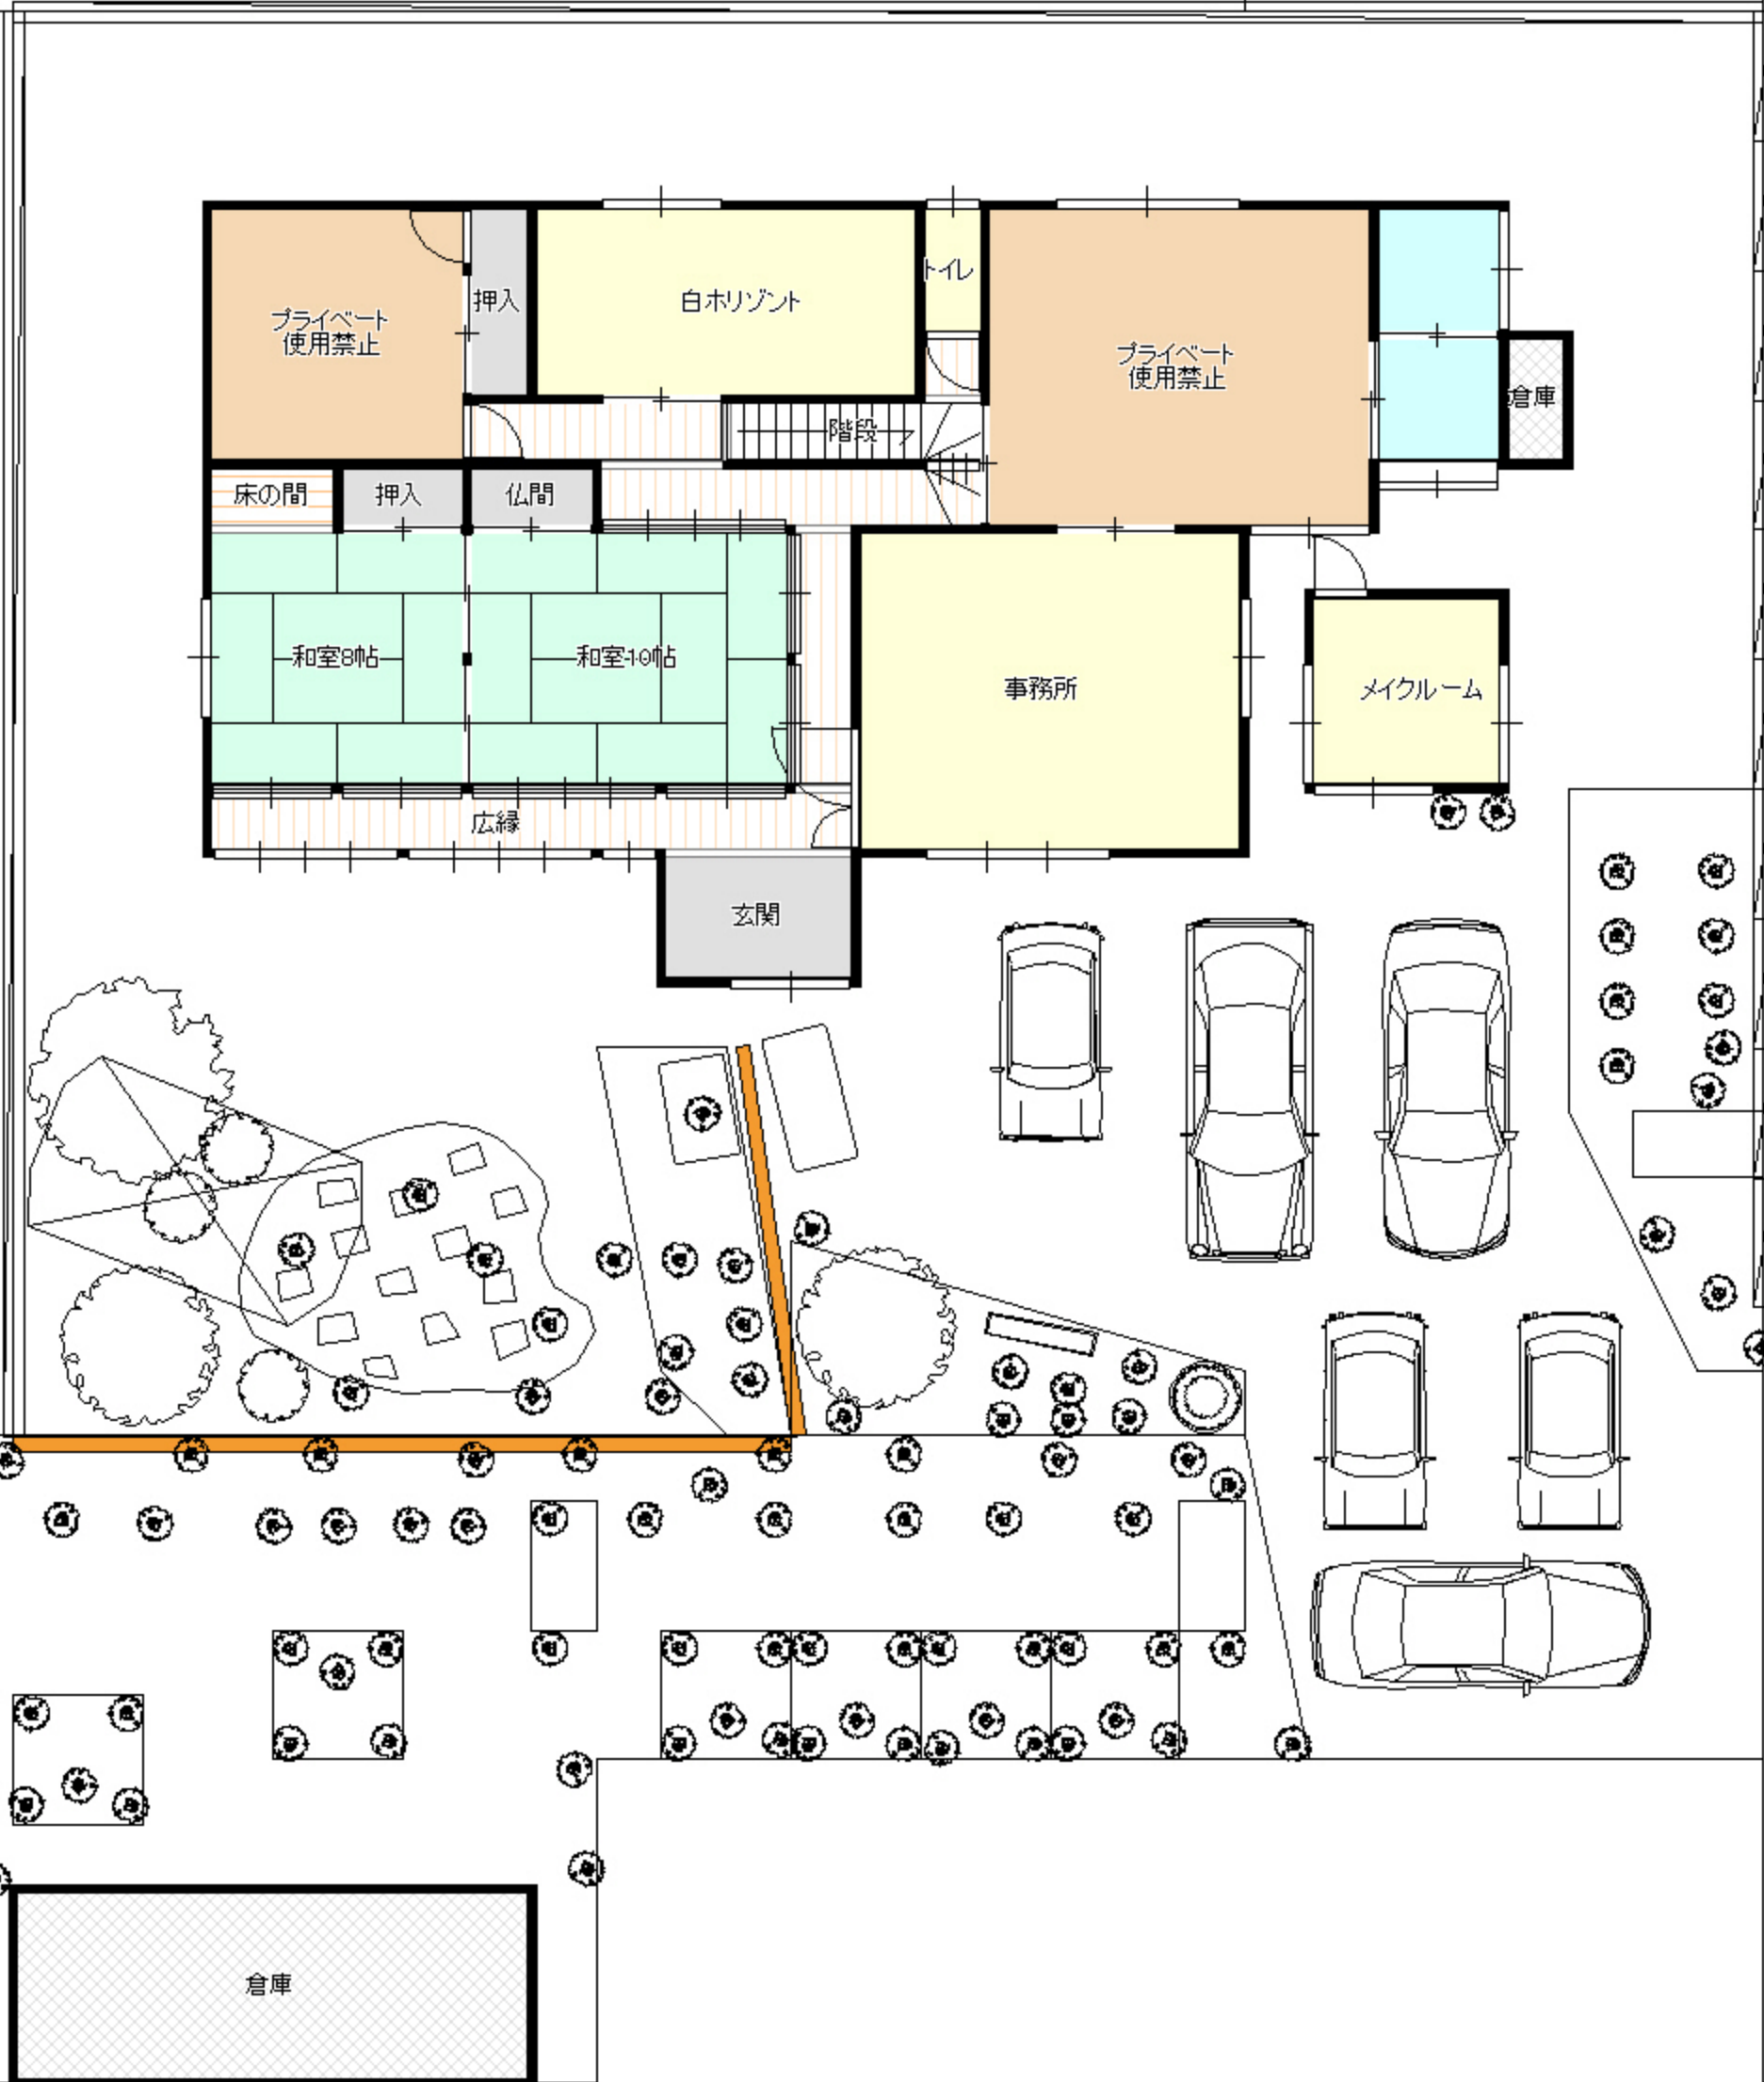 プライベート
使用禁止
押入
白ホリゾント
トイレ
プライベート
使用禁止
倉庫
階段
床の間
押入
仏間
和室8帖
和室10帖
事務所
メイクルーム
広縁
玄関
倉庫